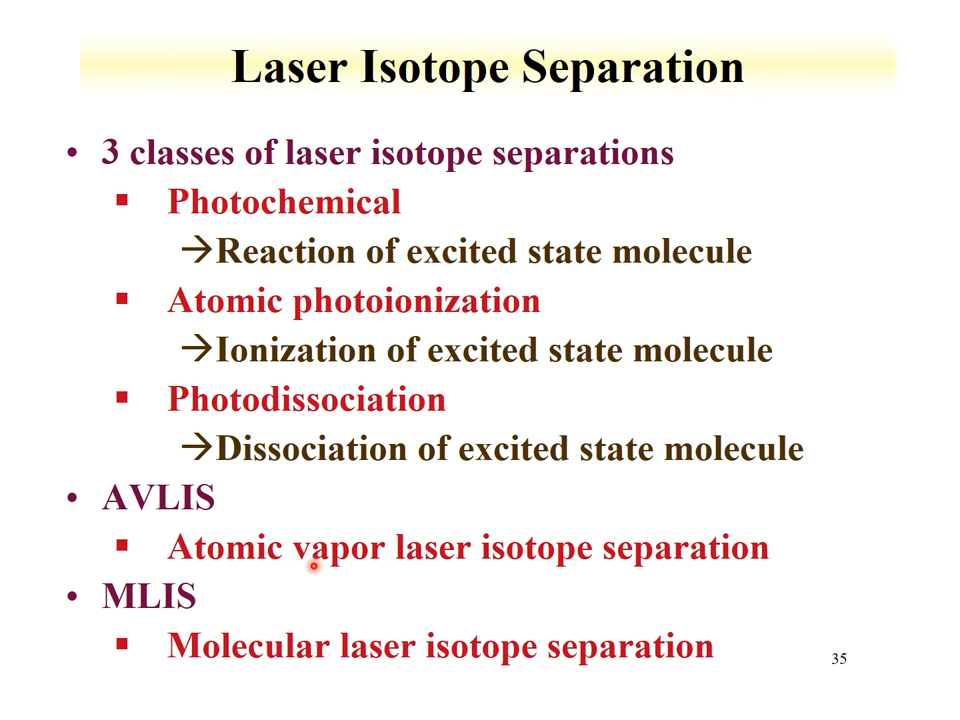 Laser Isotope Separation
• 3 classes of laser isotope separations
▪ Photochemical
→Reaction of excited state molecule
▪ Atomic photoionization
→Ionization of excited state molecule
▪ Photodissociation
→Dissociation of excited state molecule
• AVLIS
▪ Atomic vapor laser isotope separation
• MLIS
▪ Molecular laser isotope separation
35